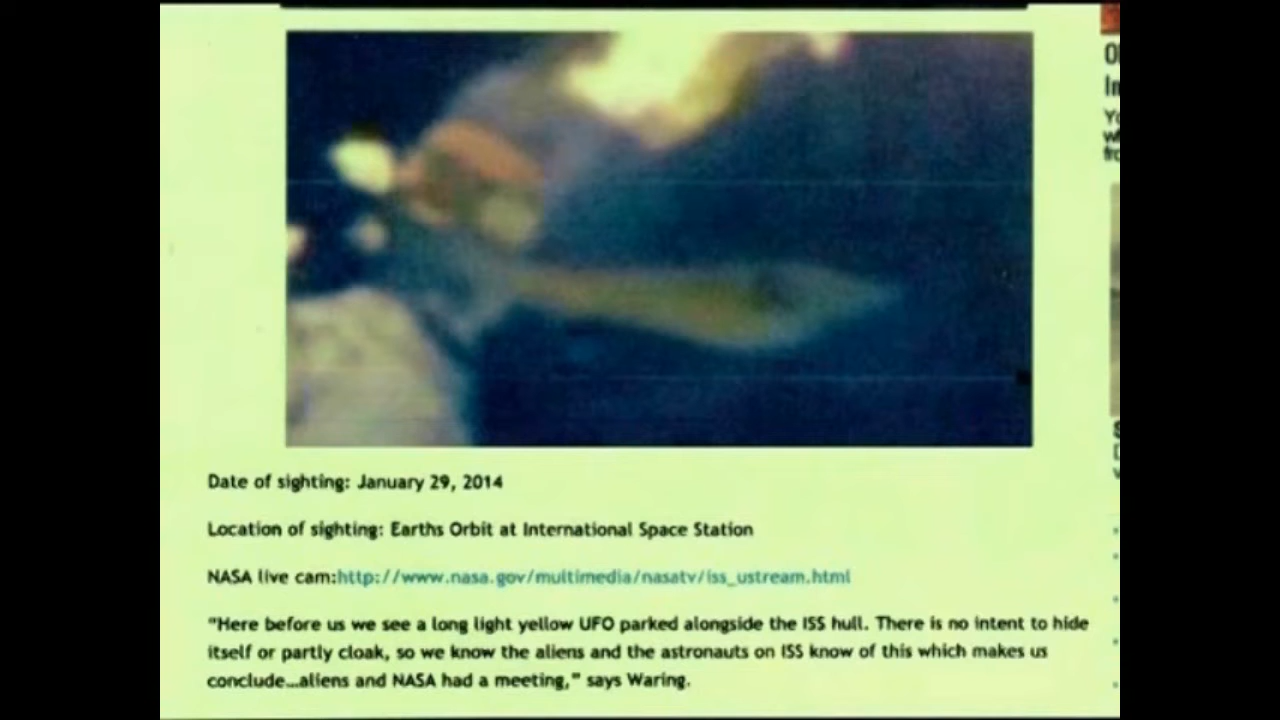 Date of sighting: January 29, 2014
Location of sighting: Earths Orbit at International Space Station
NASA live cam:http://www.nasa.gov/multimedia/nasatv/iss_ustream.html
"Here before us we see a long light yellow UFO parked alongside the ISS hull. There is no intent to hide
itself or partly cloak, so we know the aliens and the astronauts on ISS know of this which makes us
conclude...aliens and NASA had a meeting," says Waring.